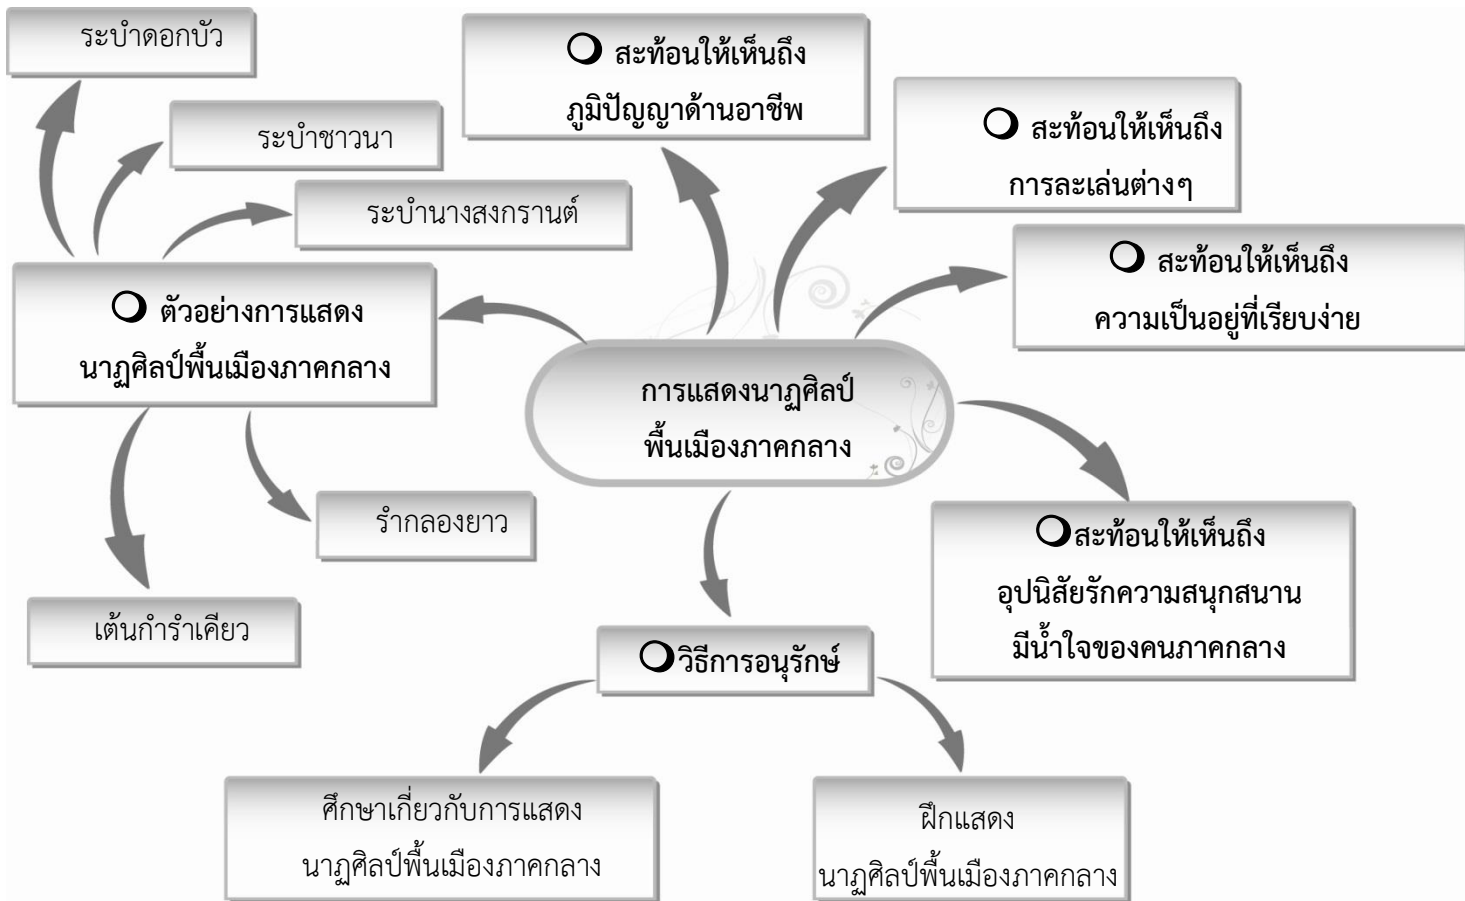 ระบำดอกบัว
สะท้อนให้เห็นถึง
ภูมิปัญญาด้านอาชีพ
สะท้อนให้เห็นถึง
การละเล่นต่างๆ
ระบำชาวนา
ระบำนางสงกรานต์
สะท้อนให้เห็นถึง
ความเป็นอยู่ที่เรียบง่าย
ตัวอย่างการแสดง
นาฏศิลป์พื้นเมืองภาคกลาง
การแสดงนาฏศิลป์
พื้นเมืองภาคกลาง
รำกลองยาว
เต้นกำรำเคียว
สะท้อนให้เห็นถึง
อุปนิสัยรักความสนุกสนาน
มีน้ำใจของคนภาคกลาง
วิธีการอนุรักษ์
ศึกษาเกี่ยวกับการแสดง
นาฏศิลป์พื้นเมืองภาคกลาง
ฝึกแสดง
นาฏศิลป์พื้นเมืองภาคกลาง